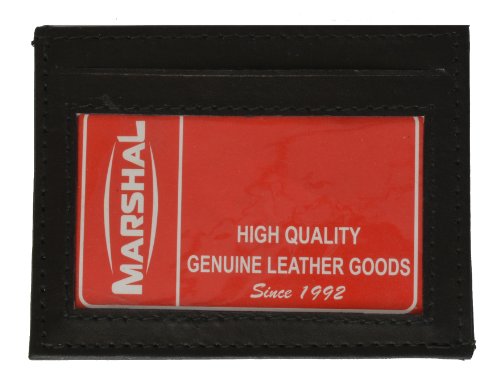 MARSHAL
HIGH QUALITY
GENUINE LEATHER GOODS
Since 1992